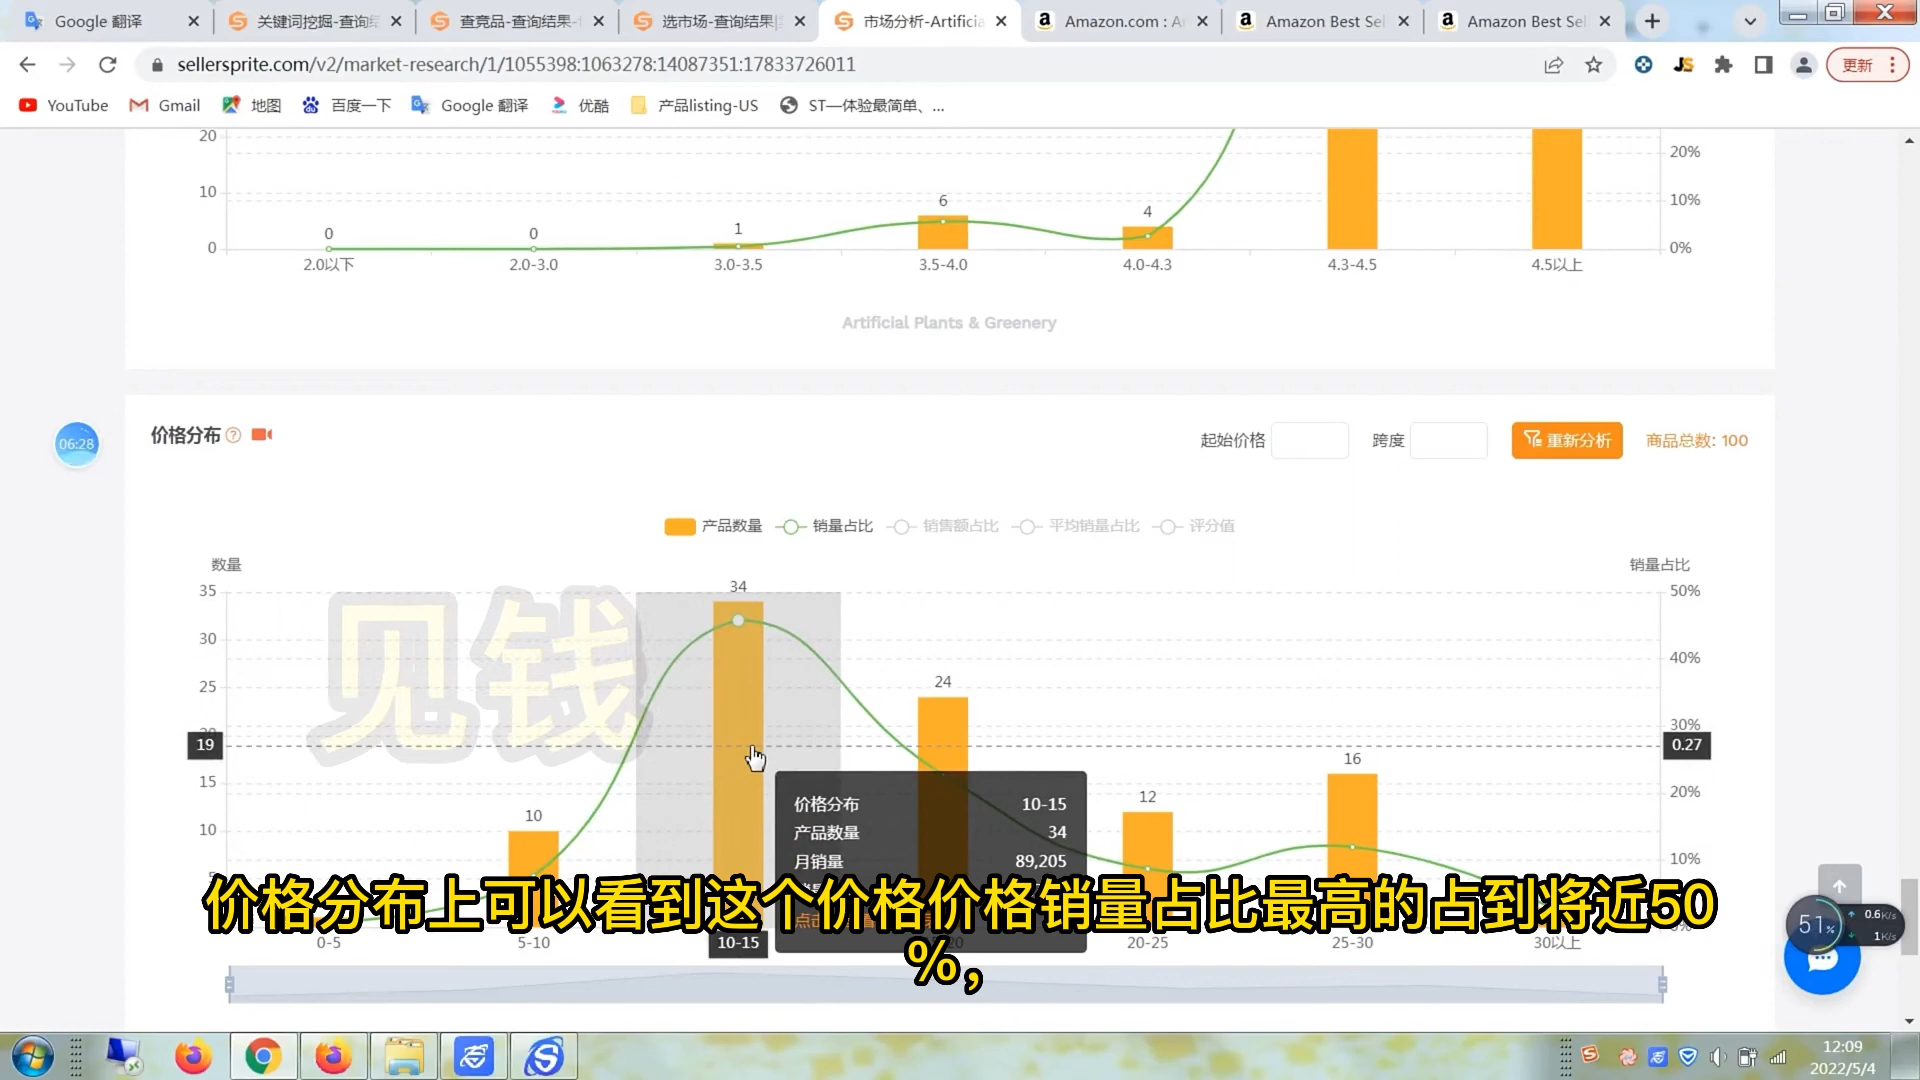 Google 翻译
关键词挖掘-查询结
查竞品-查询结果-
选市场-查询结果|
市场分析-Artificia
Amazon.com : A
Amazon Best Sel
Amazon Best Sel
sellersprite.com/v2/market-research/1/1055398:1063278:14087351:17833726011
更新
YouTube
Gmail
地图
百度一下
Google 翻译
优酷
产品listing-US
ST—体验最简单、...
20
10
0
20%
10%
0%
0
0
1
6
4
2.0以下
2.0-3.0
3.0-3.5
3.5-4.0
4.0-4.3
4.3-4.5
4.5以上
Artificial Plants & Greenery
06:28
价格分布
起始价格
跨度
重新分析
商品总数: 100
产品数量
销量占比
销售额占比
平均销量占比
评分值
数量
销量占比
35
30
25
15
10
50%
40%
30%
20%
10%
19
0.27
10
34
24
12
16
见钱
价格分布 10-15
产品数量 34
月销量 89,205
价格分布上可以看到这个价格价格销量占比最高的占到将近50
%,
0-5
5-10
10-15
20-25
25-30
30以上
51%
0.6K/s
1K/s
12:09
2022/5/4